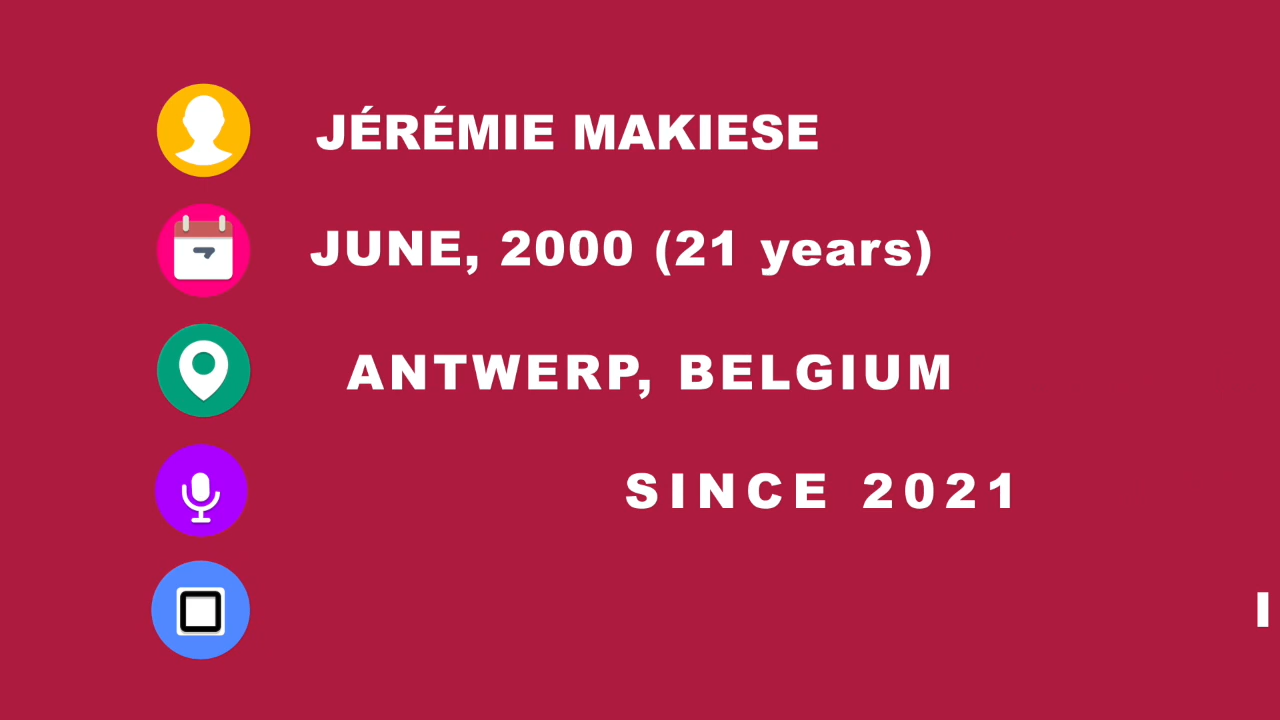 JÉRÉMIE MAKIESE
JUNE, 2000 (21 years)
ANTWERP, BELGIUM
SINCE 2021
I